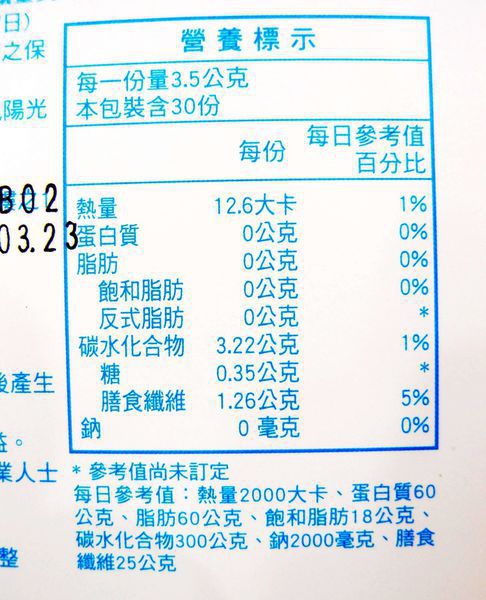 日)
之保
陽光
營養標示
每一份量3.5公克
本包裝含30份
每份 每日參考值
百分比
802
03.23
熱量 12.6大卡 1%
蛋白質 0公克 0%
脂肪 0公克 0%
飽和脂肪 0公克 0%
反式脂肪 0公克 *
碳水化合物 3.22公克 1%
糖 0.35公克 *
膳食纖維 1.26公克 5%
鈉 0 毫克 0%
後產生
益。
業人士
整
* 參考值尚未訂定
每日參考值：熱量2000大卡、蛋白質60
公克、脂肪60公克、飽和脂肪18公克、
碳水化合物300公克、鈉2000毫克、膳食
纖維25公克